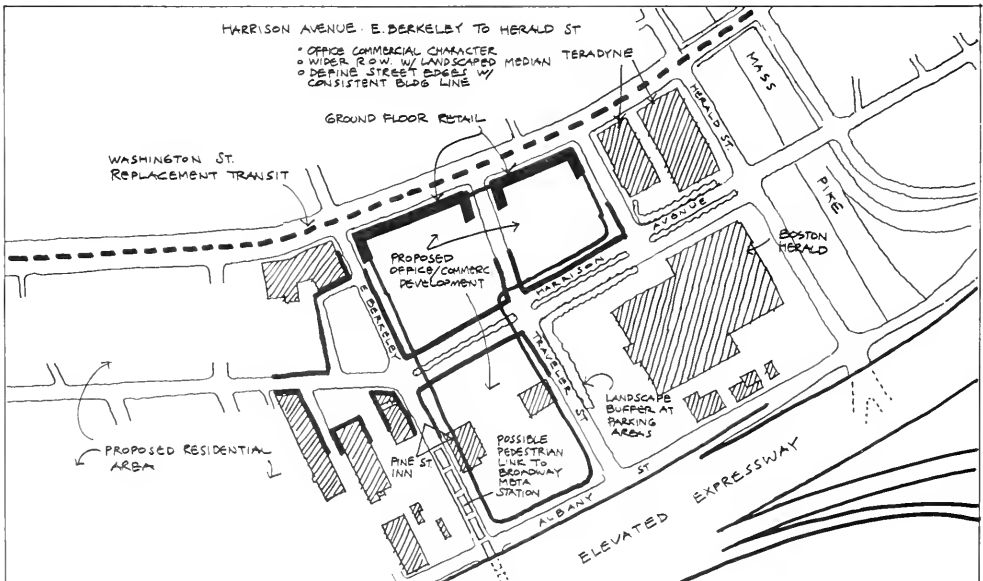 HARRISON AVENUE · E. BERKELEY TO HERALD ST
° OFFICE COMMERCIAL CHARACTER
° WIDER R.O.W. W/ LANDSCAPED MEDIAN
° DEFINE STREET EDGES W/
CONSISTENT BLDG LINE
TERADYNE
MASS
PIKE
HERALD ST.
GROUND FLOOR RETAIL
WASHINGTON ST.
REPLACEMENT TRANSIT
HARRISON
AVENUE
BOSTON
HERALD
PROPOSED
OFFICE/COMMERC
DEVELOPMENT
E. BERKELEY
TRAVELER ST
LANDSCAPE
BUFFER AT
PARKING
AREAS
PROPOSED RESIDENTIAL
AREA
PINE ST.
INN
POSSIBLE
PEDESTRIAN
LINK TO
BROADWAY
MBTA
STATION
ALBANY
ST
ELEVATED EXPRESSWAY